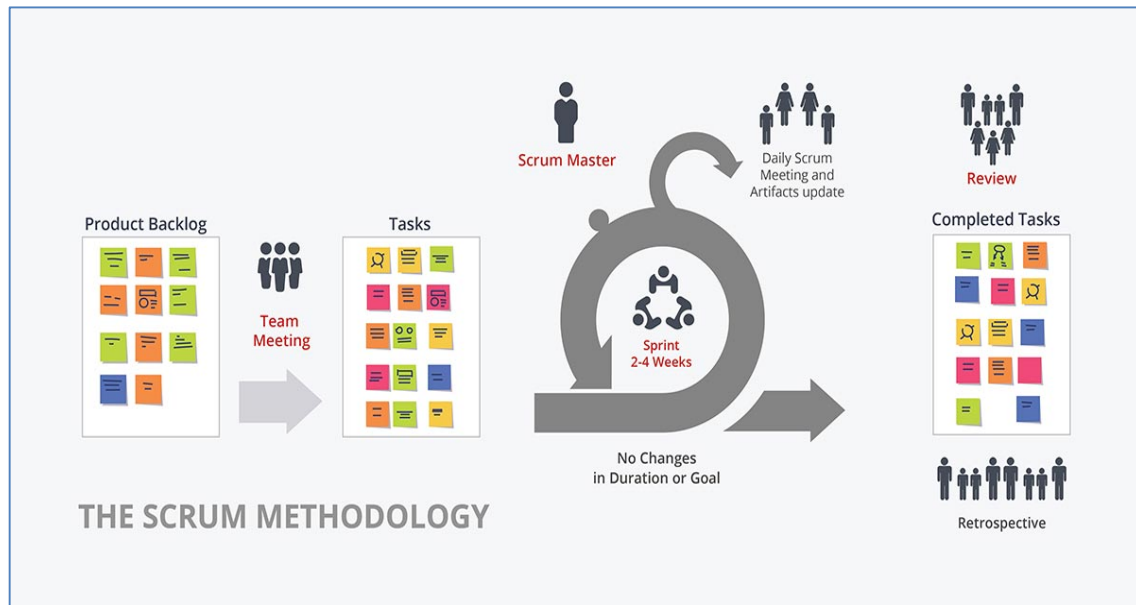 Product Backlog
Team
Meeting
Tasks
Scrum Master
Daily Scrum
Meeting and
Artifacts update
Sprint
2-4 Weeks
No Changes
in Duration or Goal
Review
Completed Tasks
Retrospective
THE SCRUM METHODOLOGY